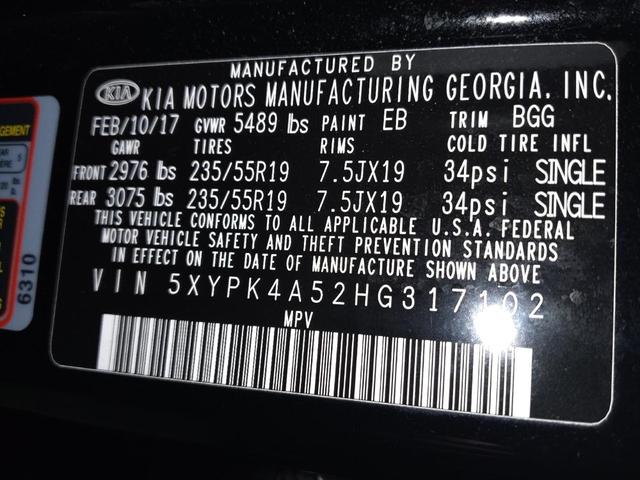 MANUFACTURED BY
KIA KIA MOTORS MANUFACTURING GEORGIA, INC.
FEB/10/17 GVWR 5489 lbs PAINT EB TRIM BGG
GAWR TIRES RIMS COLD TIRE INFL
FRONT 2976 lbs 235/55R19 7.5JX19 34psi SINGLE
REAR 3075 lbs 235/55R19 7.5JX19 34psi SINGLE
THIS VEHICLE CONFORMS TO ALL APPLICABLE U.S.A. FEDERAL
MOTOR VEHICLE SAFETY AND THEFT PREVENTION STANDARDS
IN EFFECT ON THE DATE OF MANUFACTURE SHOWN ABOVE
VIN 5XYPK4A52HG317102
MPV
6310